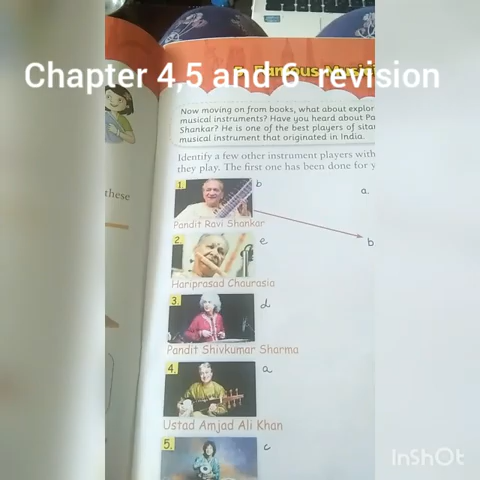 Chapter 4,5 and 6 revision
5. Famous Music
Now moving on from books, what about explor
musical instruments? Have you heard about Pa
Shankar? He is one of the best players of sita
musical instrument that originated in India.
Identify a few other instrument players with
they play. The first one has been done for y
these
1.
b
a.
Pandit Ravi Shankar
b
2.
e
Hariprasad Chaurasia
3.
d
Pandit Shivkumar Sharma
4.
a
Ustad Amjad Ali Khan
5.
c
InShOt